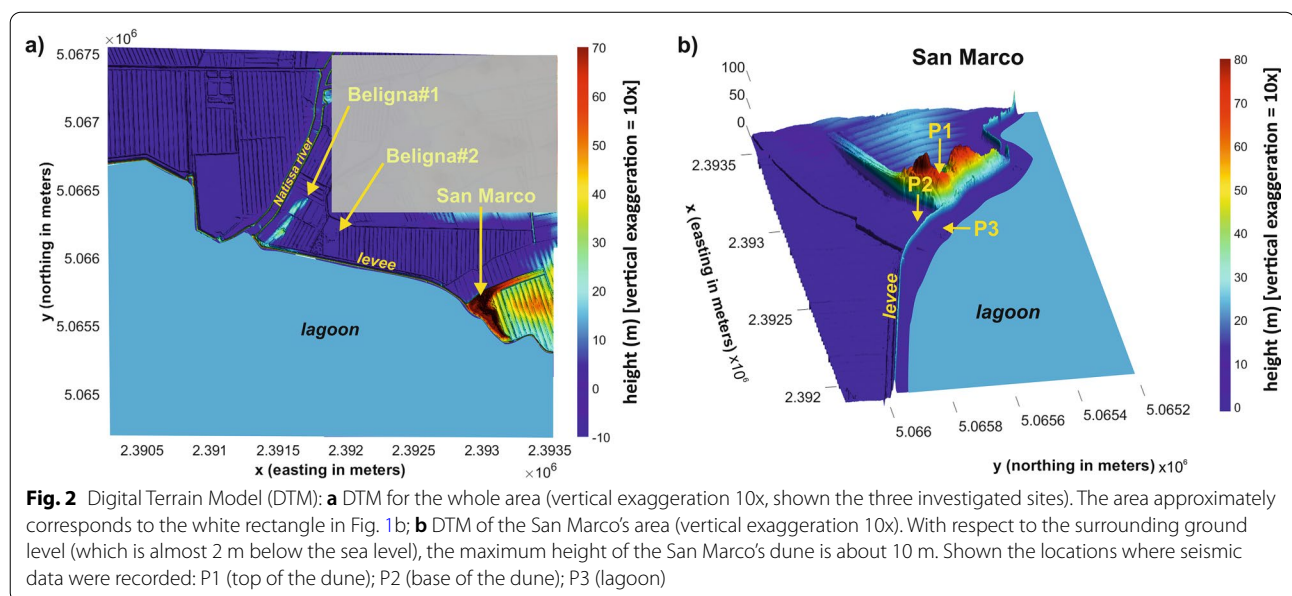 a)
×10⁶
5.0675
5.067
5.0665
5.066
5.0655
5.065
y (northing in meters)
Beligna#1
Beligna#2
San Marco
Natissa river
levee
lagoon
2.3905
2.391
2.3915
2.392
2.3925
2.393
2.3935
x (easting in meters)
×10⁶
70
60
50
40
30
20
10
0
-10
height (m) [vertical exaggeration = 10x]
b)
San Marco
100
50
0
2.3935
2.393
2.3925
2.392
x (easting in meters) ×10⁶
P1
P2
P3
levee
lagoon
5.066
5.0658
5.0656
5.0654
5.0652
y (northing in meters) ×10⁶
80
70
60
50
40
30
20
10
0
height (m) [vertical exaggeration = 10x]
Fig. 2 Digital Terrain Model (DTM): a DTM for the whole area (vertical exaggeration 10x, shown the three investigated sites). The area approximately
corresponds to the white rectangle in Fig. 1b; b DTM of the San Marco's area (vertical exaggeration 10x). With respect to the surrounding ground
level (which is almost 2 m below the sea level), the maximum height of the San Marco's dune is about 10 m. Shown the locations where seismic
data were recorded: P1 (top of the dune); P2 (base of the dune); P3 (lagoon)